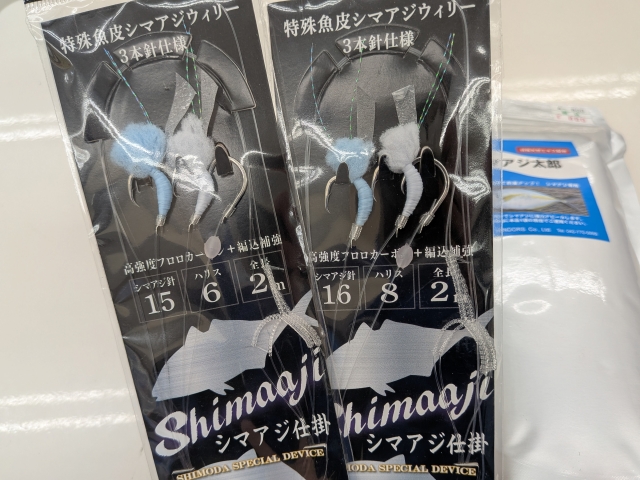 特殊魚皮シマアジウィリー
3本針仕様
高強度フロロカーボ
+編込補強
シマアジ針
15
ハリス
6
全長
2m
Shimaaji
シマアジ仕掛
SHIMODA SPECIAL DEVICE
特殊魚皮シマアジウィリー
3本針仕様
高強度フロロカーボ
+編込補強
シマアジ針
16
ハリス
8
全長
2m
Shimaaji
シマアジ仕掛
MODA SPECIAL DEVICE
マアジ太郎